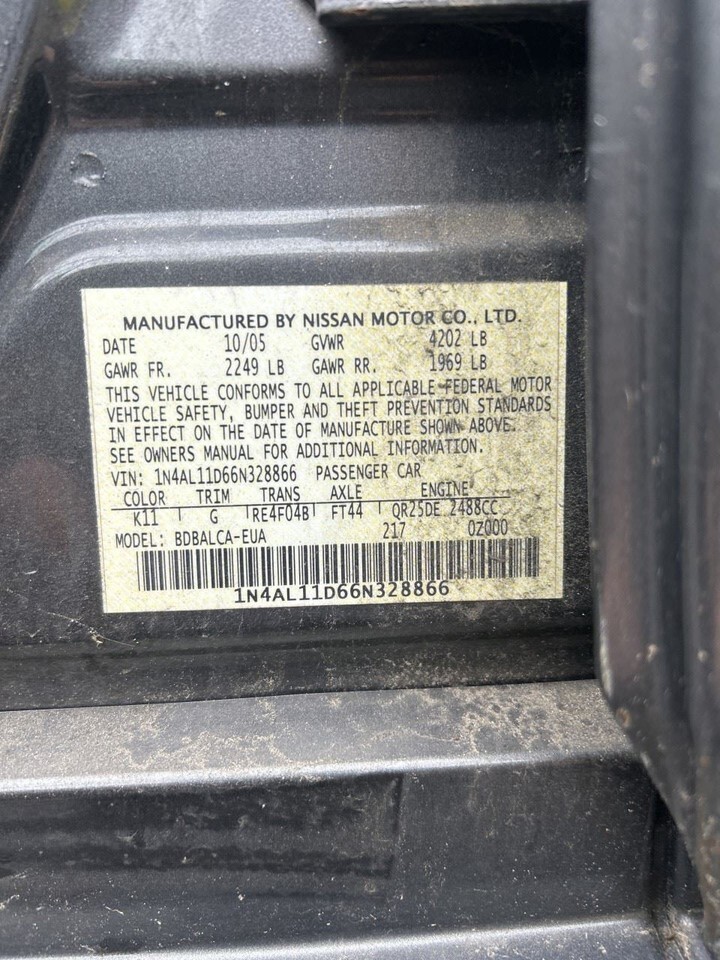 MANUFACTURED BY NISSAN MOTOR CO., LTD.
DATE 10/05 GVWR 4202 LB
GAWR FR. 2249 LB GAWR RR. 1969 LB
THIS VEHICLE CONFORMS TO ALL APPLICABLE FEDERAL MOTOR
VEHICLE SAFETY, BUMPER AND THEFT PREVENTION STANDARDS
IN EFFECT ON THE DATE OF MANUFACTURE SHOWN ABOVE.
SEE OWNERS MANUAL FOR ADDITIONAL INFORMATION.
VIN: 1N4AL11D66N328866 PASSENGER CAR
COLOR TRIM TRANS AXLE ENGINE
K11 G RE4F04B FT44 QR25DE 2488CC
MODEL: BDBALCA-EUA 217 0Z000
1N4AL11D66N328866